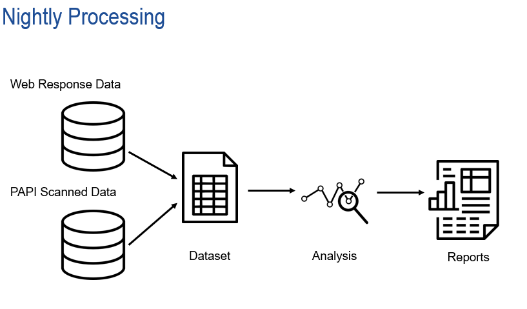 Nightly Processing
Web Response Data
PAPI Scanned Data
Dataset
Analysis
Reports